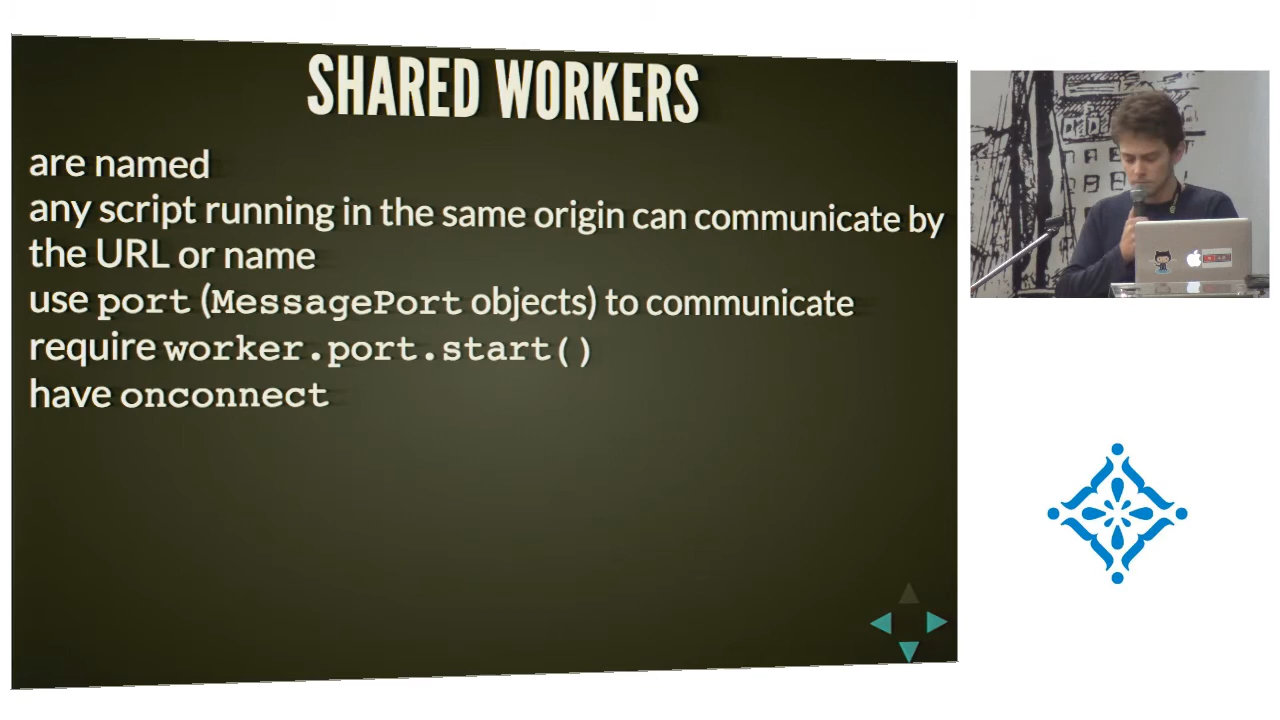 SHARED WORKERS
are named
any script running in the same origin can communicate by
the URL or name
use port (MessagePort objects) to communicate
require worker.port.start()
have onconnect